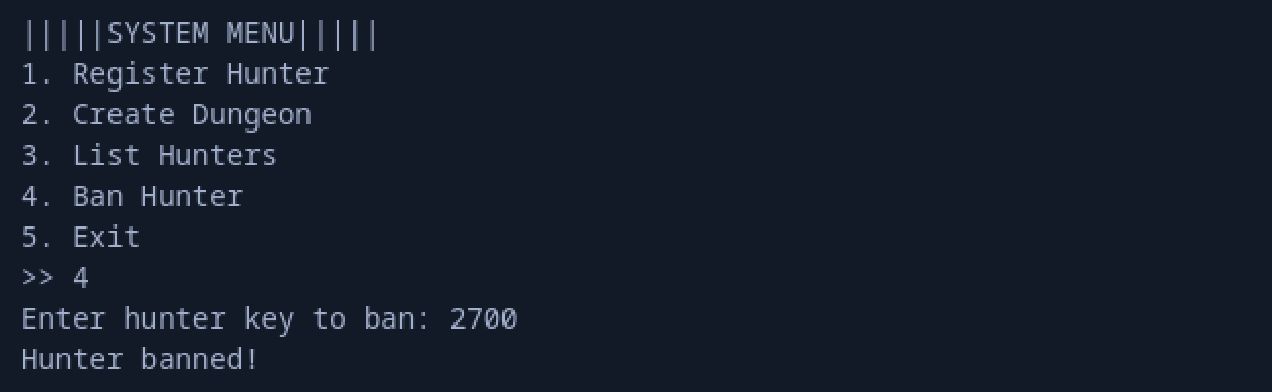 |||||SYSTEM MENU|||||
1. Register Hunter
2. Create Dungeon
3. List Hunters
4. Ban Hunter
5. Exit
>> 4
Enter hunter key to ban: 2700
Hunter banned!